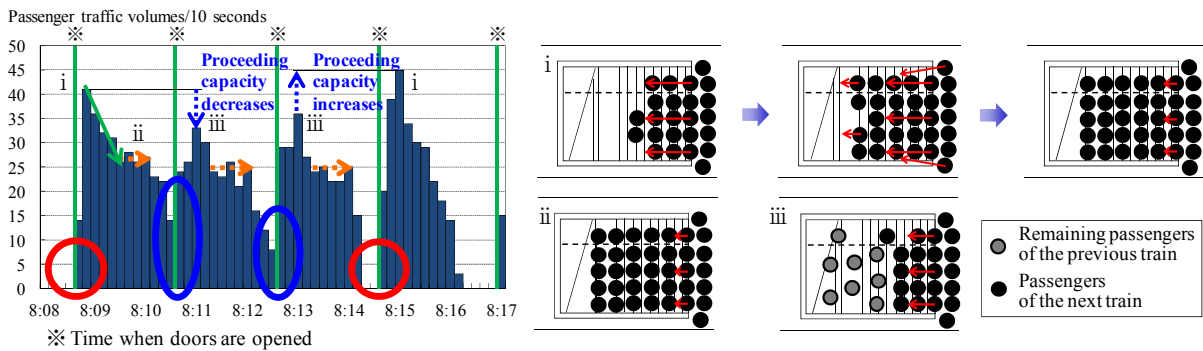 Passenger traffic volumes/10 seconds
※ ※ ※ ※ ※
50
45
40
35
30
25
20
15
10
5
0
i
ii
Proceeding
capacity
decreases
iii
Proceeding
capacity
increases
iii
i
8:08 8:09 8:10 8:11 8:12 8:13 8:14 8:15 8:16 8:17
※ Time when doors are opened
i
ii
iii
Remaining passengers
of the previous train
Passengers
of the next train